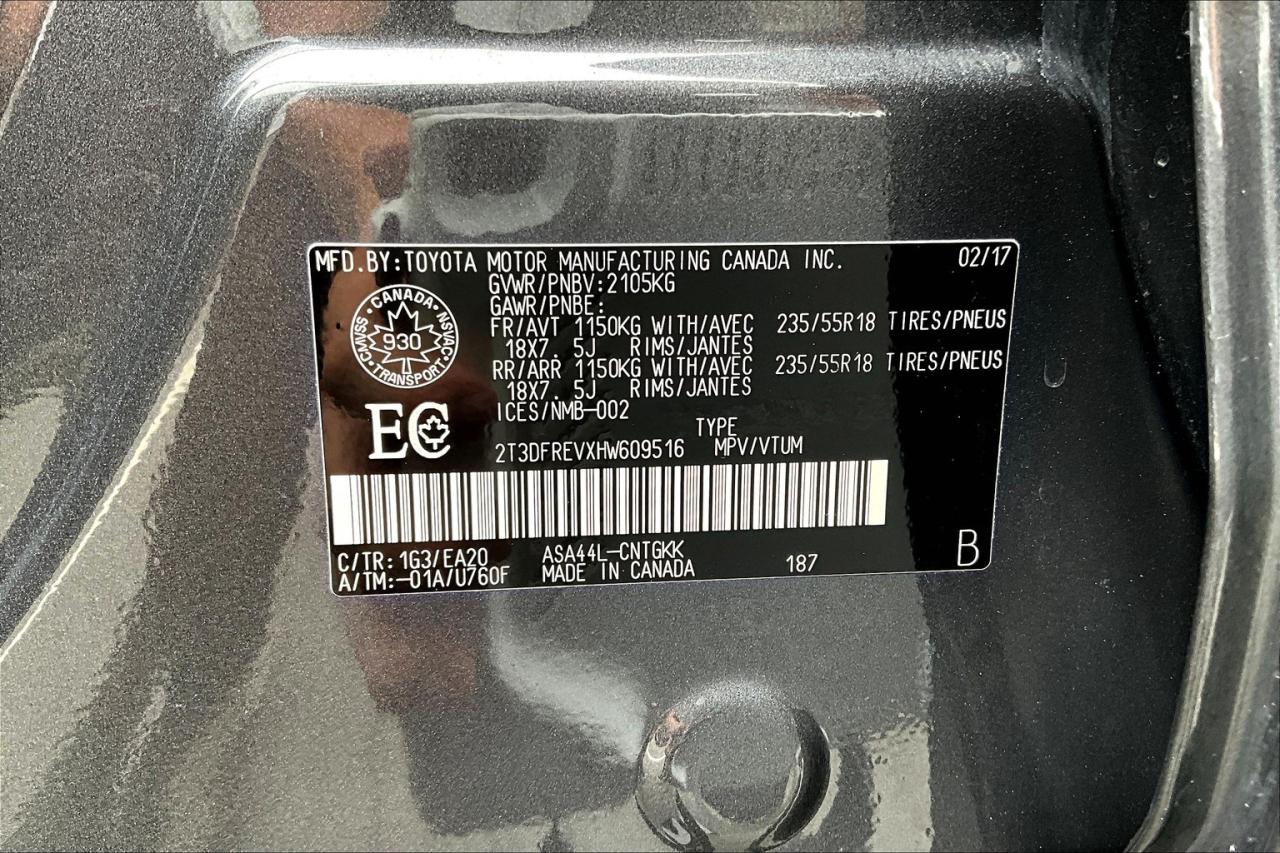 MFD.BY:TOYOTA MOTOR MANUFACTURING CANADA INC. 02/17
GVWR/PNBV:2105KG
GAWR/PNBE:
FR/AVT 1150KG WITH/AVEC 235/55R18 TIRES/PNEUS
18X7. 5J RIMS/JANTES
RR/ARR 1150KG WITH/AVEC 235/55R18 TIRES/PNEUS
18X7. 5J RIMS/JANTES
ICES/NMB-002
CANADA
NSVAC
TRANSPORT
CMVSS
930
EC
TYPE
2T3DFREVXHW609516 MPV/VTUM
C/TR: 1G3/EA20 ASA44L-CNTGKK 187 B
A/TM:-01A/U760F MADE IN CANADA